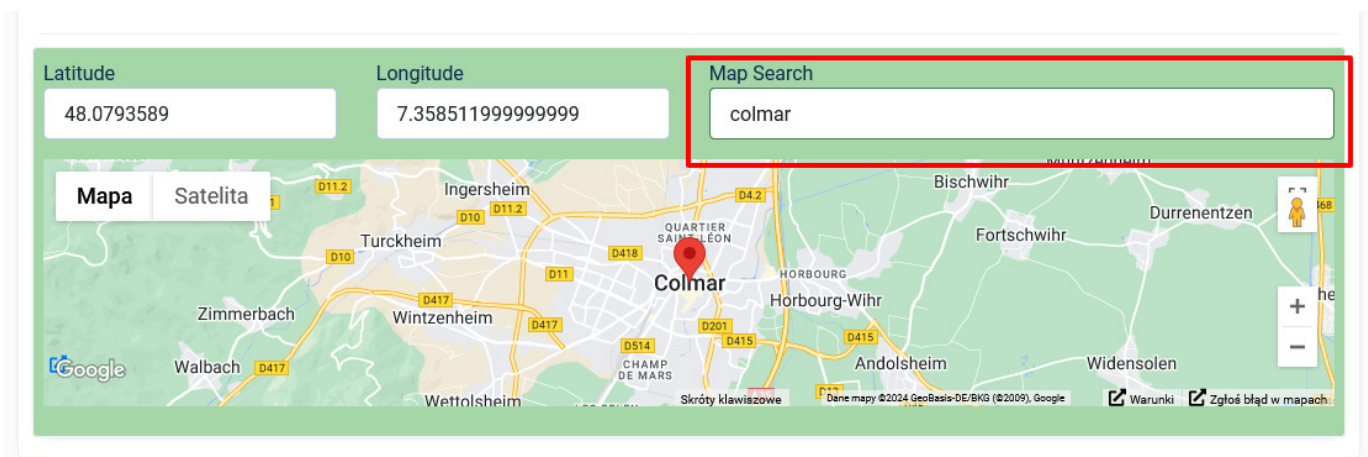 Latitude
Longitude
Map Search
48.0793589
7.358511999999999
colmar
Mapa
Satelita
D11.2
Ingersheim
D10
D11.2
D4.2
Bischwihr
Durrenentzen
QUARTIER
SAINT-LÉON
Fortschwihr
Turckheim
D10
D418
D11
Colmar
HORBOURG
Horbourg-Wihr
D417
Zimmerbach
Wintzenheim
D417
D201
D415
D415
D514
Walbach
D417
CHAMP
DE MARS
Andolsheim
Widensolen
+
−
Google
Wettolsheim
Skróty klawiszowe
Dane mapy ©2024 GeoBasis-DE/BKG (©2009), Google
Warunki
Zgłoś błąd w mapach